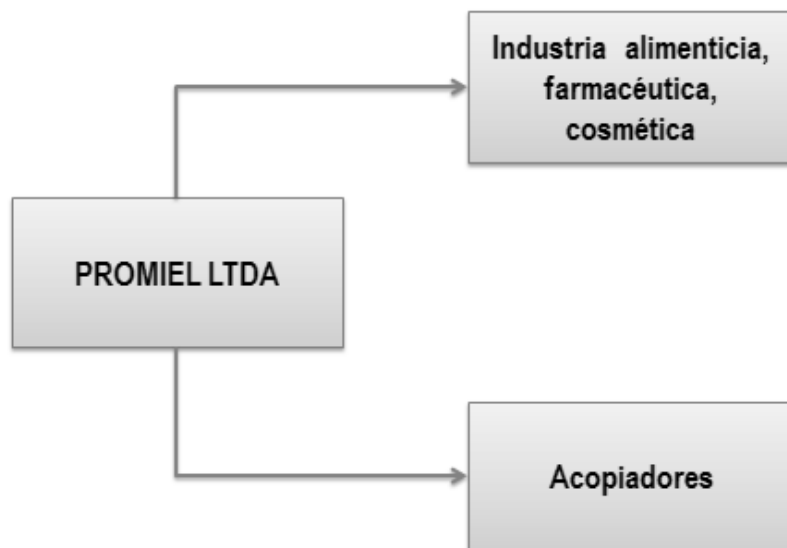 Industria alimenticia,
farmacéutica,
cosmética
PROMIEL LTDA
Acopiadores